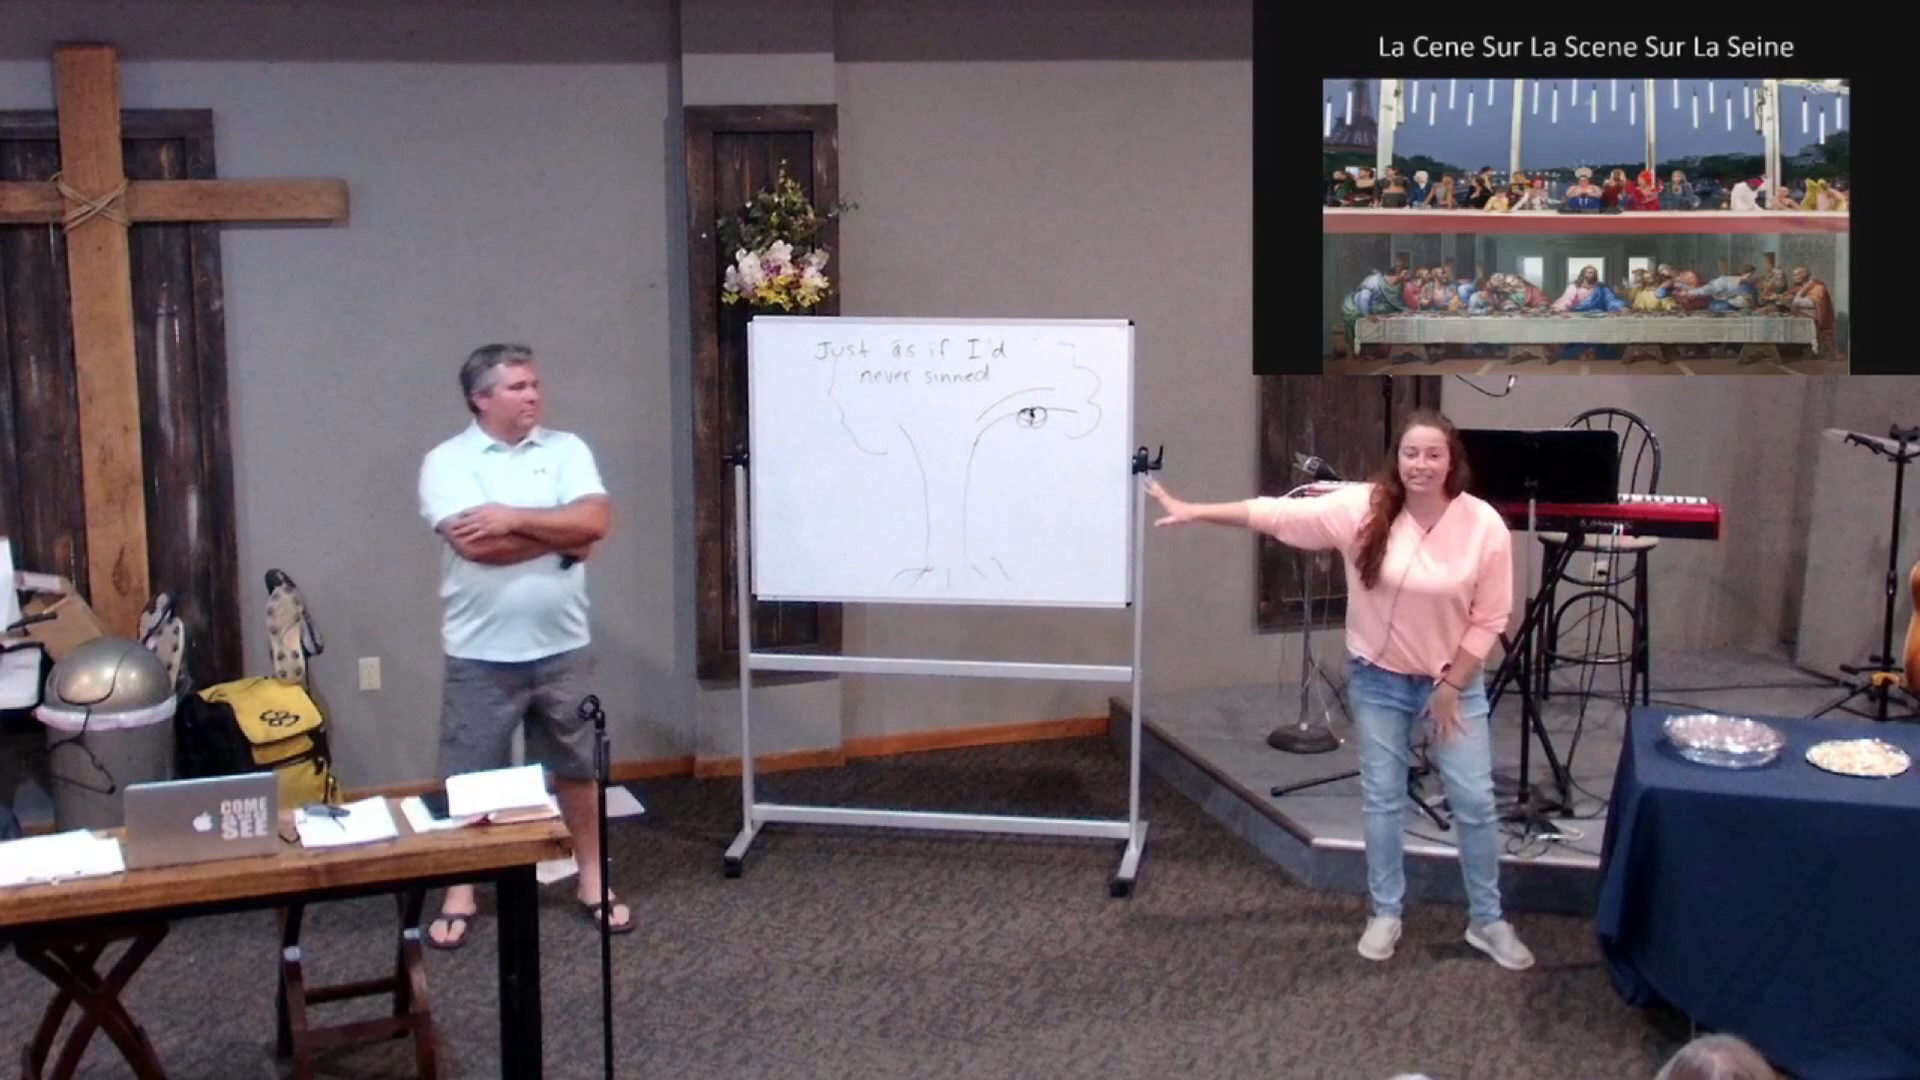 La Cene Sur La Scene Sur La Seine
Just as if I'd
never sinned
COME
SEE